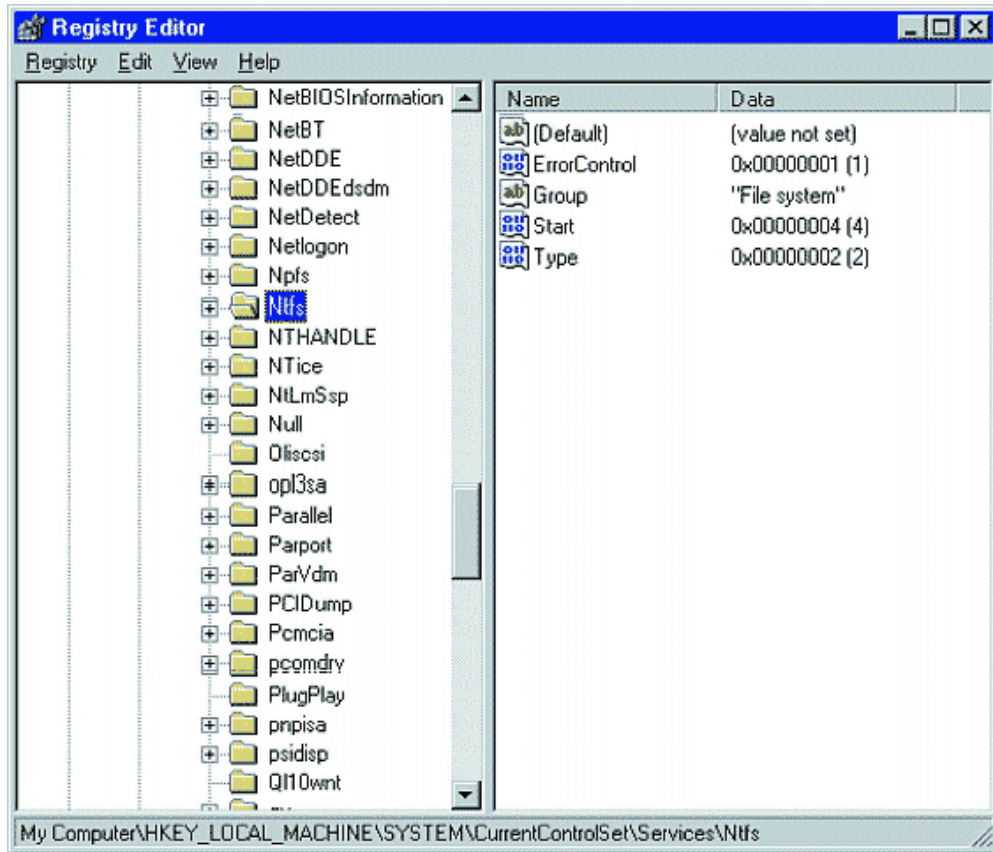 Registry Editor
Registry Edit View Help
NetBIOSInformation
NetBT
NetDDE
NetDDEdsdm
NetDetect
Netlogon
Npfs
Ntfs
NTHANDLE
NTice
NtLmSsp
Null
Oliscsi
opl3sa
Parallel
Parport
ParVdm
PCIDump
Pcmcia
pcomdrv
PlugPlay
pnpisa
psidisp
Ql10wnt
Name Data
(Default) (value not set)
ErrorControl 0x00000001 (1)
Group "File system"
Start 0x00000004 (4)
Type 0x00000002 (2)
My Computer\HKEY_LOCAL_MACHINE\SYSTEM\CurrentControlSet\Services\Ntfs